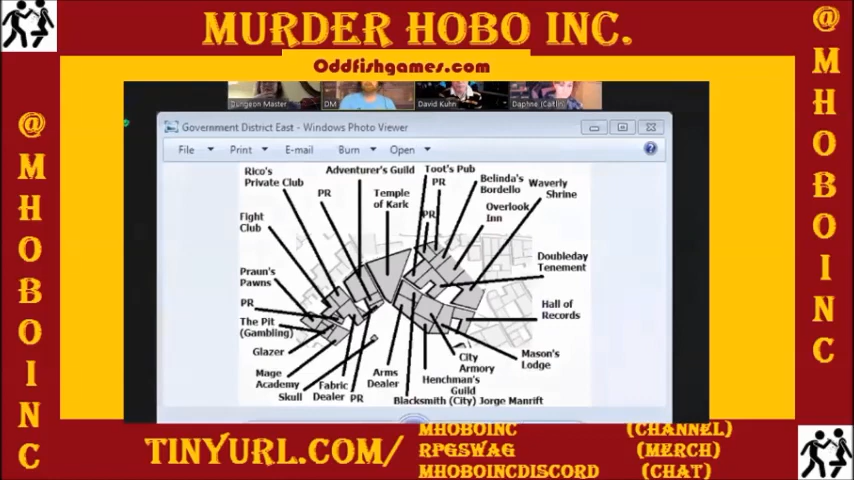 MURDER HOBO INC.
Oddfishgames.com
@MHOBOINC
@MHOBOINC
Dungeon Master
DM
David Kuhn
Daphne (Caitlin)
Government District East - Windows Photo Viewer
File Print E-mail Burn Open
Rico's
Private Club
Adventurer's Guild
Toot's Pub
PR
PR
Temple
of Kark
Belinda's
Bordello
Waverly
Shrine
Overlook
Inn
PR
Fight
Club
Doubleday
Tenement
Praun's
Pawns
PR
Hall of
Records
The Pit
(Gambling)
Glazer
Mason's
Lodge
City
Armory
Mage
Academy
Arms
Dealer
Henchman's
Guild
Skull
Fabric
Dealer
PR
Blacksmith (City) Jorge Manrift
TINYURL.COM/
MHOBOINC (CHANNEL)
RPGSWAG (MERCH)
MHOBOINCDISCORD (CHAT)